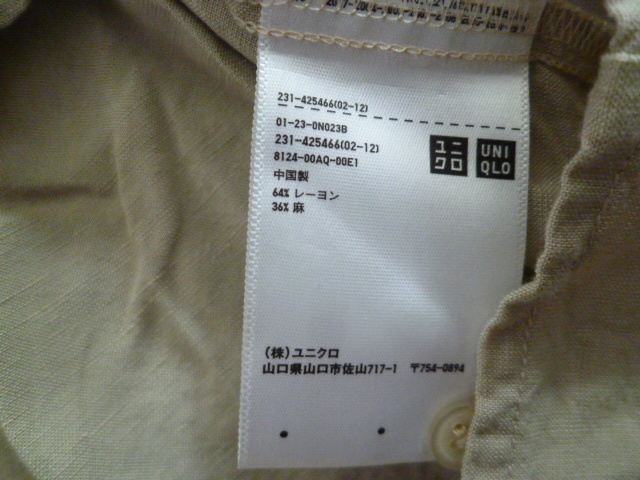 231-425466(02-12)
01-23-0N023B
231-425466(02-12)
8124-00AQ-00E1
中国製
64% レーヨン
36% 麻
ユニ
クロ
UNI
QLO
(株)ユニクロ
山口県山口市佐山717-1 〒754-0894